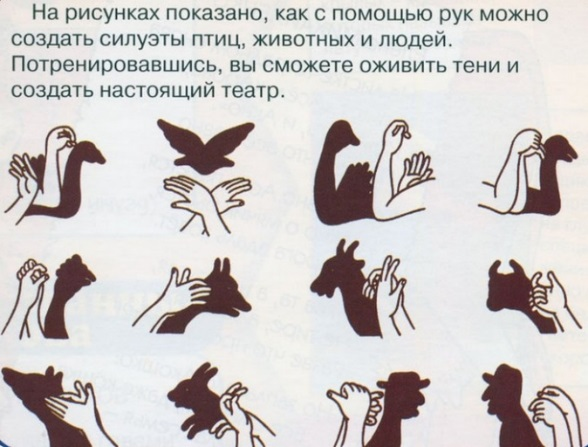 На рисунках показано, как с помощью рук можно
создать силуэты птиц, животных и людей.
Потренировавшись, вы сможете оживить тени и
создать настоящий театр.